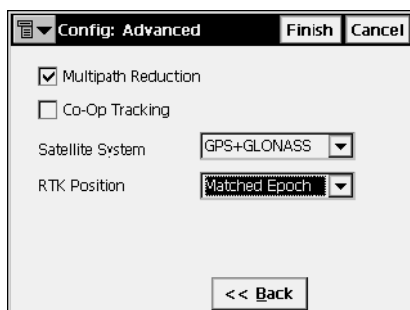 Config: Advanced Finish Cancel
Multipath Reduction
Co-Op Tracking
Satellite System GPS+GLONASS
RTK Position Matched Epoch
<< Back